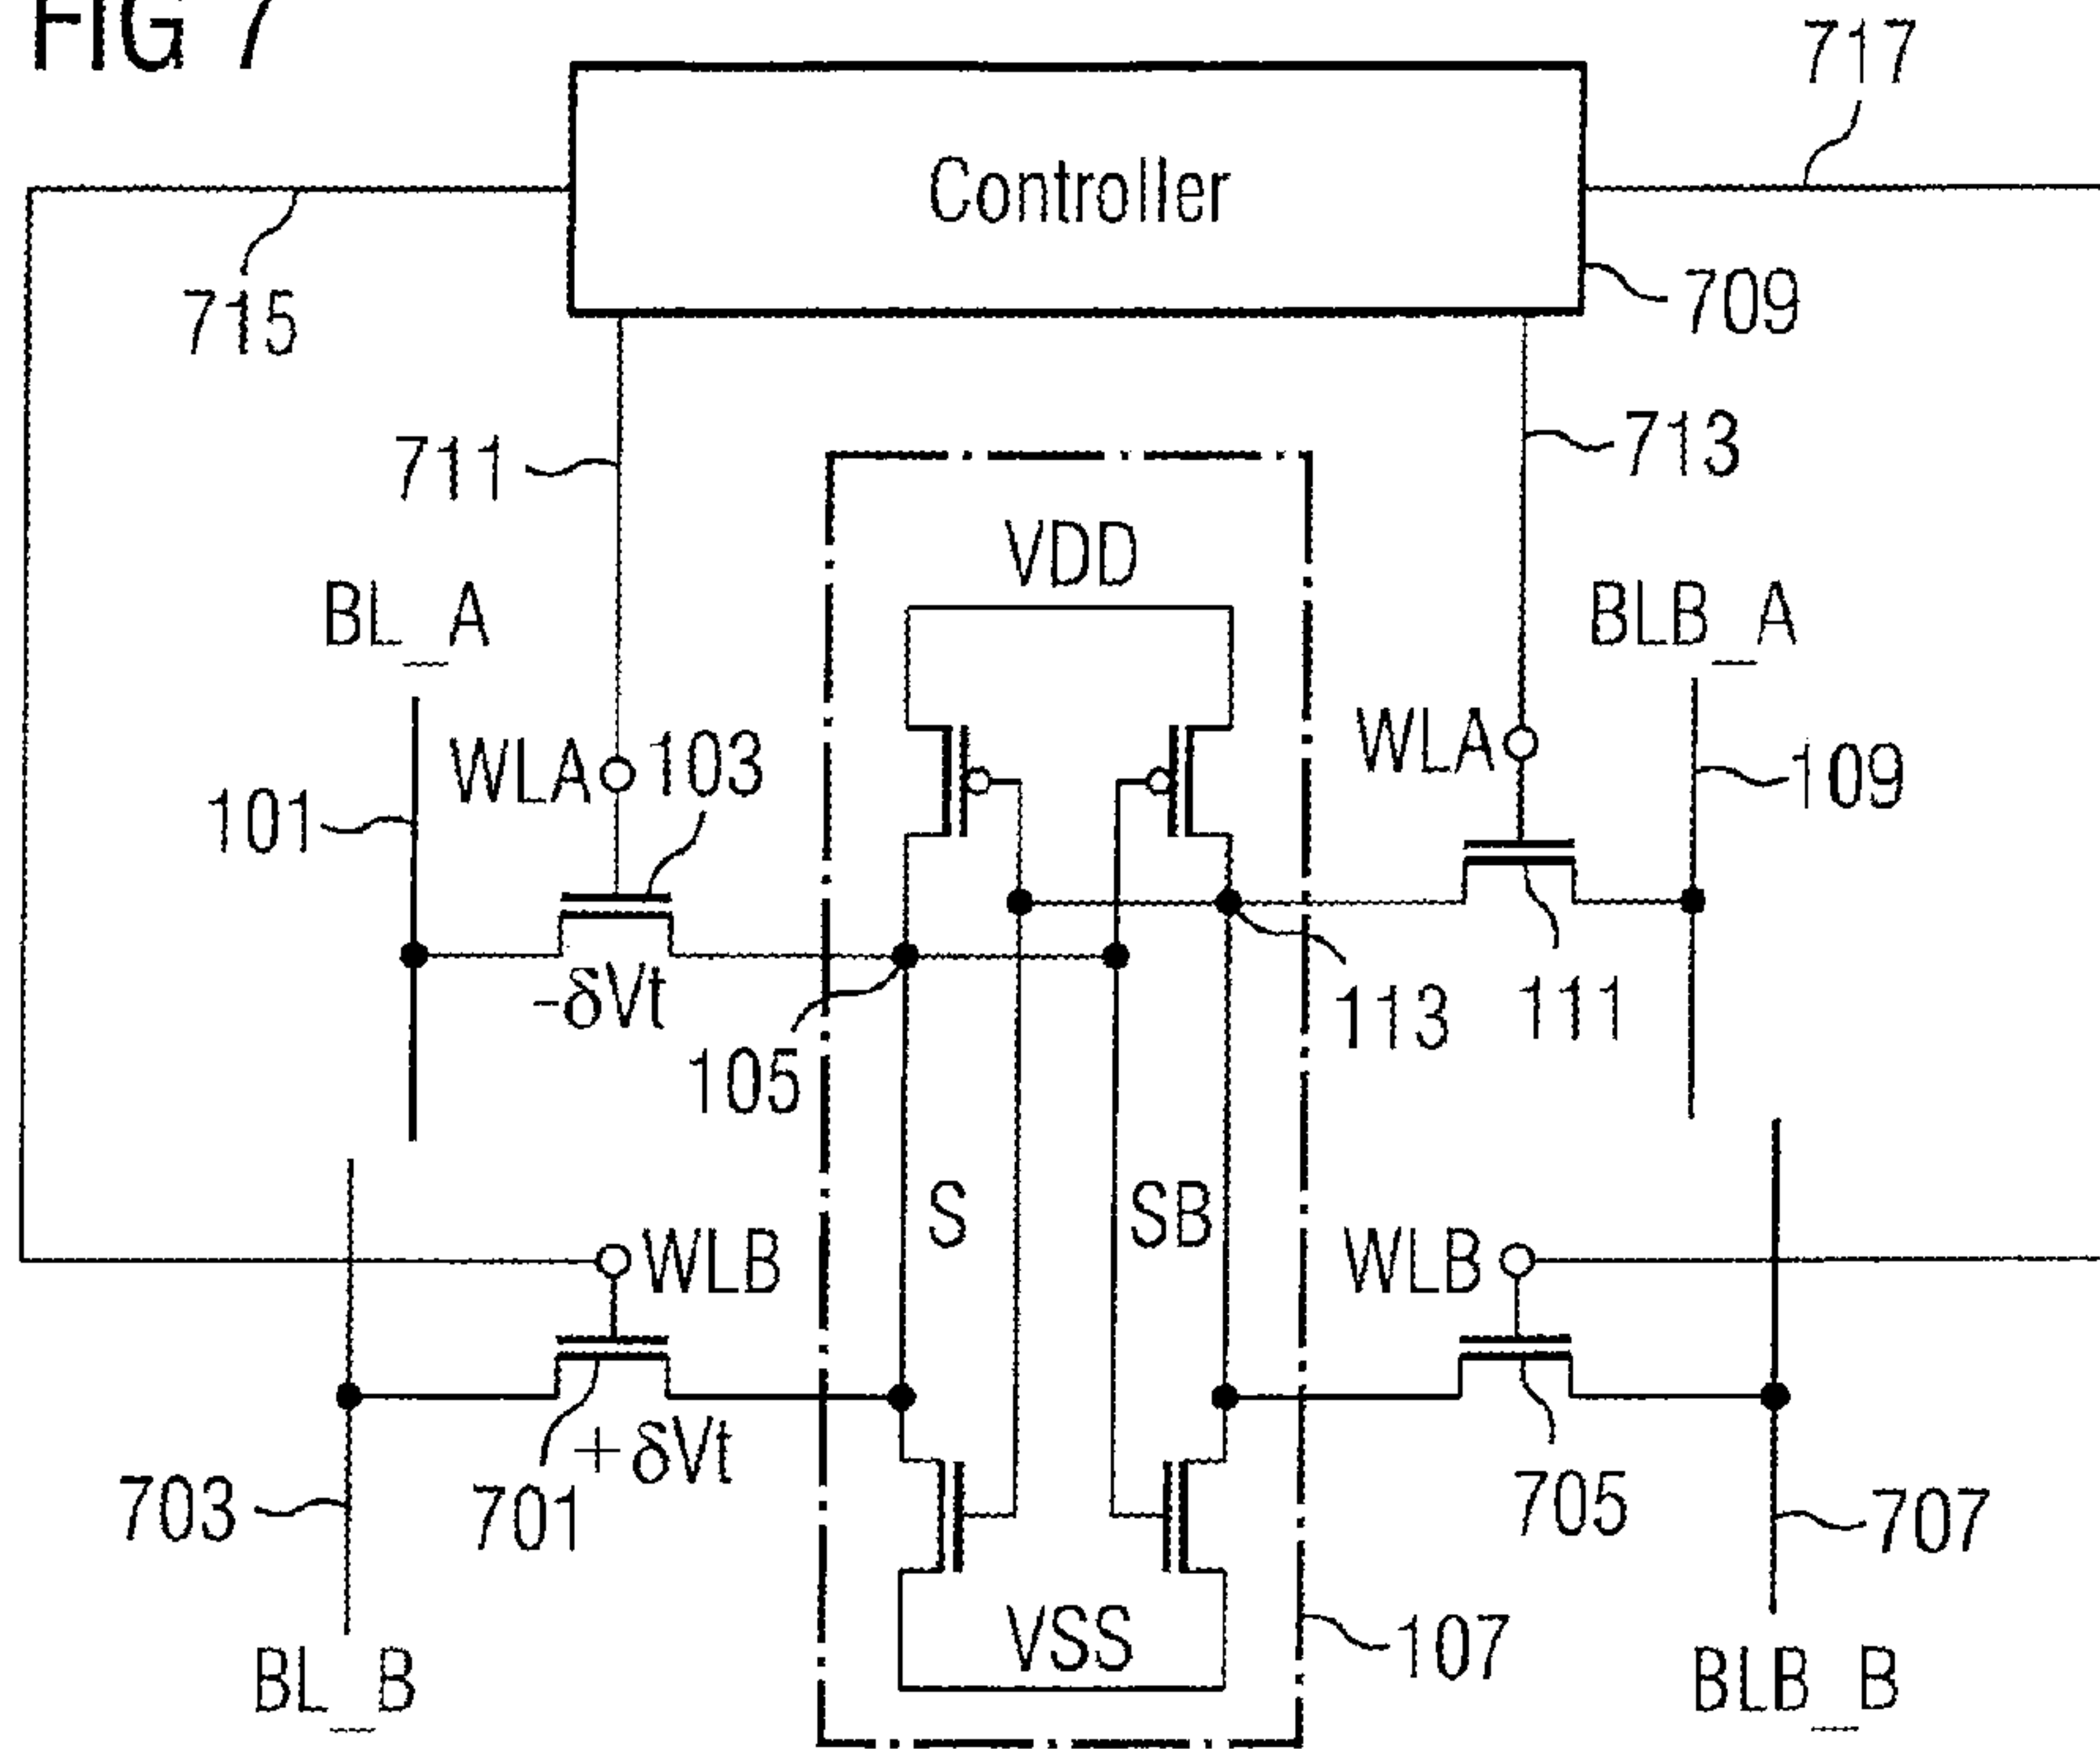 FIG 7
717
Controller
715
709
711
713
VDD
BL_A
BLB_A
WLA
103
WLA
109
101
-δVt
105
113
111
S
SB
WLB
WLB
+δVt
703
701
705
707
VSS
107
BL_B
BLB_B